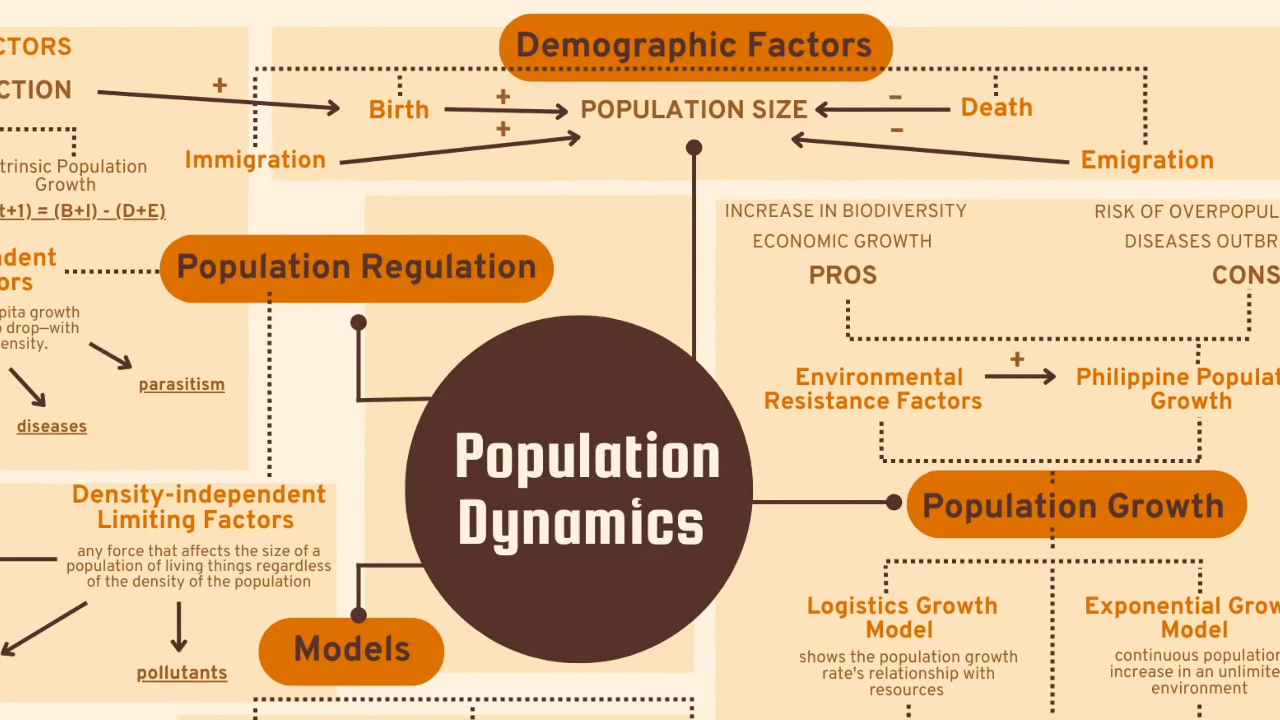 Demographic Factors
CTORS
CTION
+
Birth
+
POPULATION SIZE
–
Death
+
–
Immigration
Emigration
trinsic Population
Growth
t+1) = (B+I) - (D+E)
INCREASE IN BIODIVERSITY
ECONOMIC GROWTH
PROS
RISK OF OVERPOPUL
DISEASES OUTBR
CONS
Population Regulation
dent
ors
pita growth
drop—with
ensity.
parasitism
diseases
Environmental
Resistance Factors
+
Philippine Populat
Growth
Population
Dynamics
Population Growth
Density-independent
Limiting Factors
any force that affects the size of a
population of living things regardless
of the density of the population
pollutants
Models
Logistics Growth
Model
shows the population growth
rate's relationship with
resources
Exponential Grow
Model
continuous population
increase in an unlimite
environment